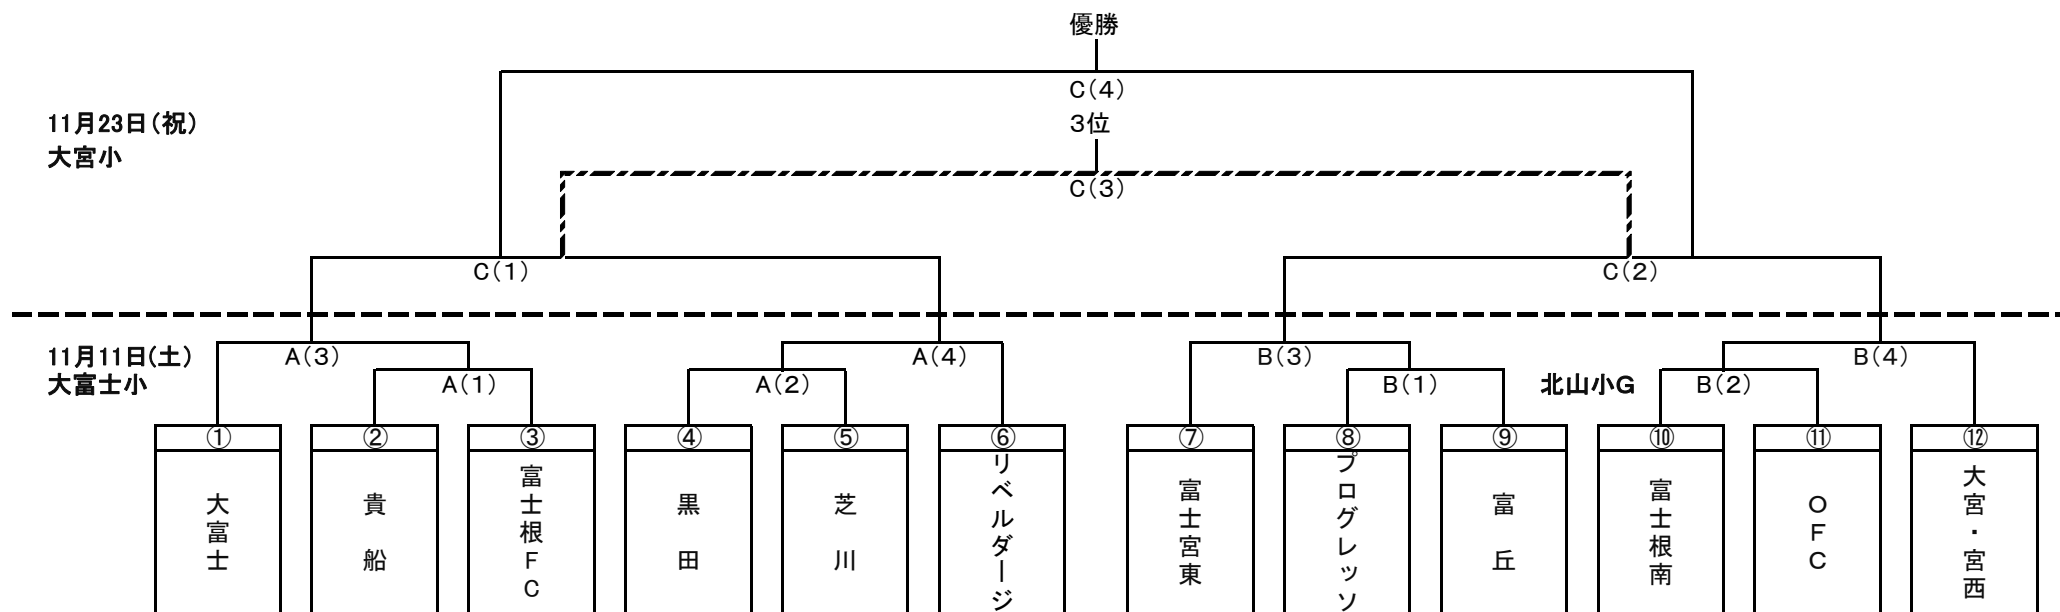 優勝
C（4）
11月23日（祝）
3位
大宮小
C（3）
C（1）
C（2）
11月11日(土)
A（3）
A（4）
B（3）
B（4）
大富士小
A（1）
A（2）
B（1）
北山小G
B（2）
①
②
③
④
⑤
⑥
⑦
⑧
⑨
⑩
⑪
⑫
大富士
貴船
富士根FC
黒田
芝川
リベルダージ
富士宮東
プログレッソ
富丘
富士根南
OFC
大宮・宮西